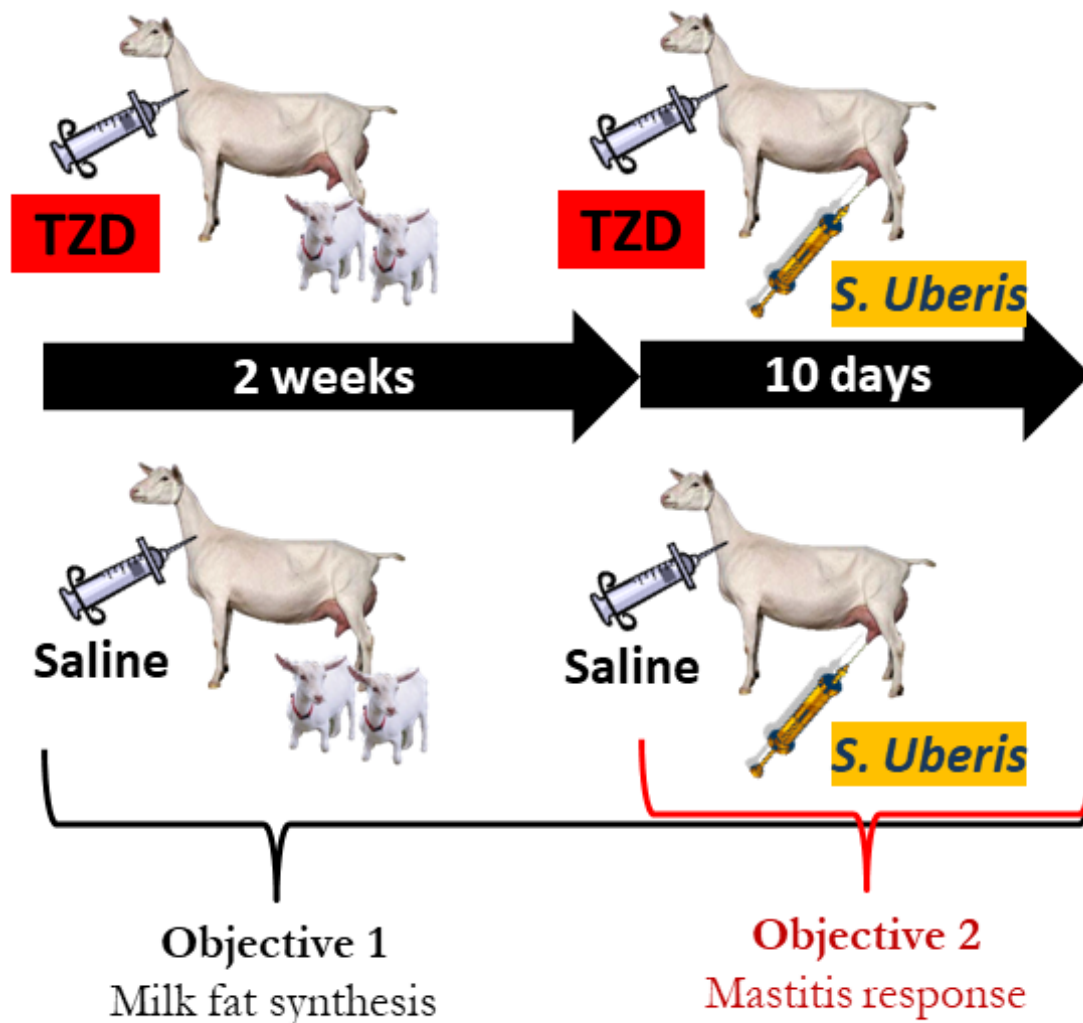 TZD
TZD
S. Uberis
2 weeks
10 days
Saline
Saline
S. Uberis
Objective 1
Milk fat synthesis
Objective 2
Mastitis response